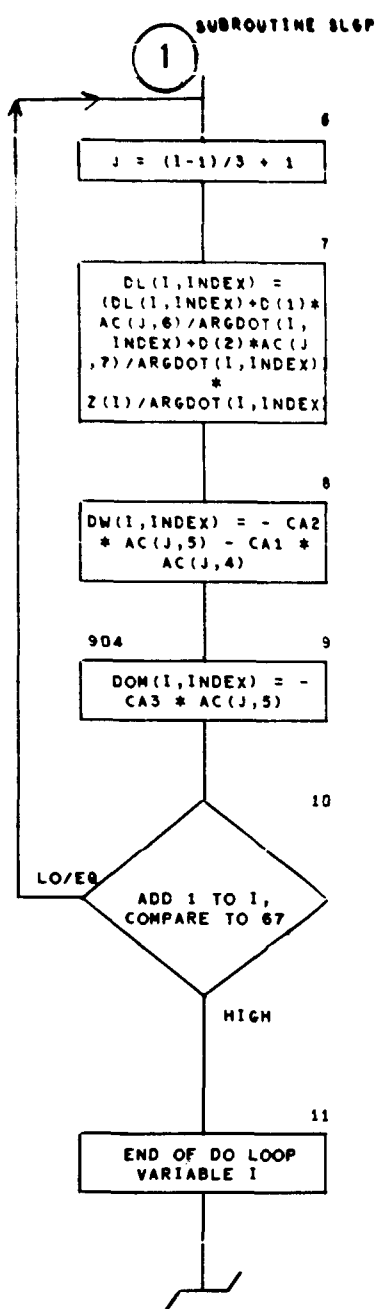 SUBROUTINE SLGP
1
6
J = (I-1)/3 + 1
7
DL(I,INDEX) =
(DL(I,INDEX)+D(1)*
AC(J,6)/ARGDOT(I,
INDEX)+D(2)*AC(J
,7)/ARGDOT(I,INDEX)
*
Z(I)/ARGDOT(I,INDEX
8
DW(I,INDEX) = - CA2
* AC(J,5) - CA1 *
AC(J,4)
904 9
DOM(I,INDEX) = -
CA3 * AC(J,5)
10
LO/EQ
ADD 1 TO I,
COMPARE TO 67
HIGH
11
END OF DO LOOP
VARIABLE I